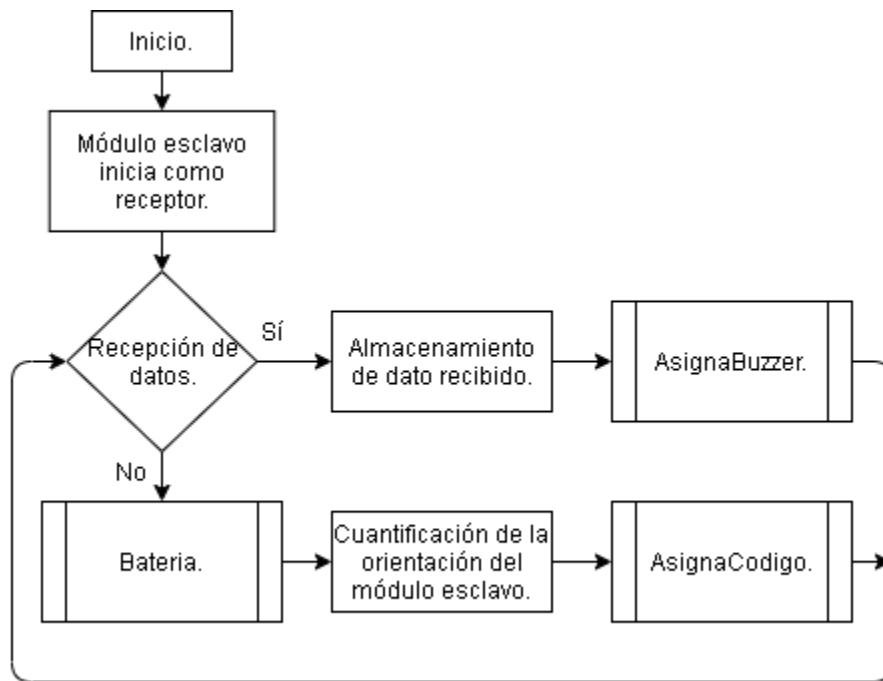 Inicio.
Módulo esclavo
inicia como
receptor.
Recepción de
datos.
Sí
Almacenamiento
de dato recibido.
AsignaBuzzer.
No
Bateria.
Cuantificación de la
orientación del
módulo esclavo.
AsignaCodigo.